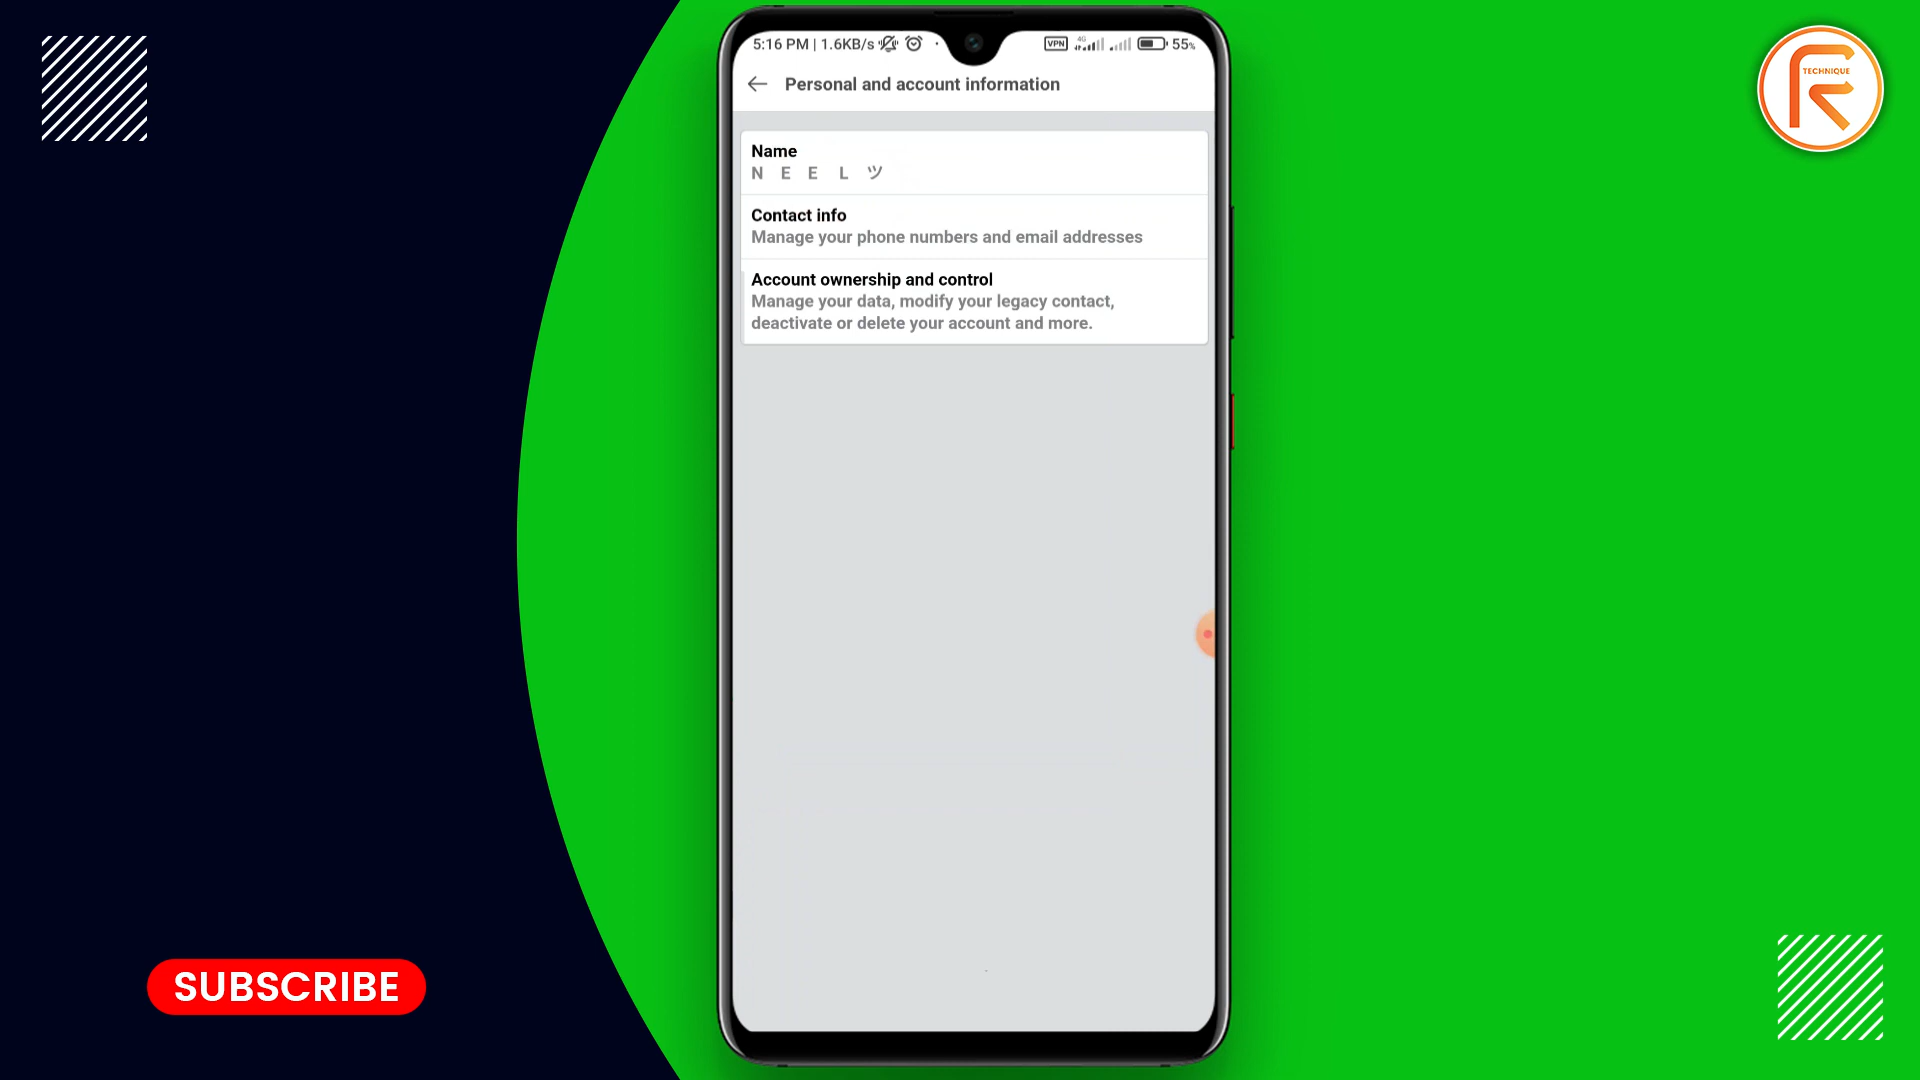 5:16 PM | 1.6KB/s
VPN 4G 55%
Personal and account information
TECHNIQUE
Name
N E E L ツ
Contact info
Manage your phone numbers and email addresses
Account ownership and control
Manage your data, modify your legacy contact,
deactivate or delete your account and more.
SUBSCRIBE